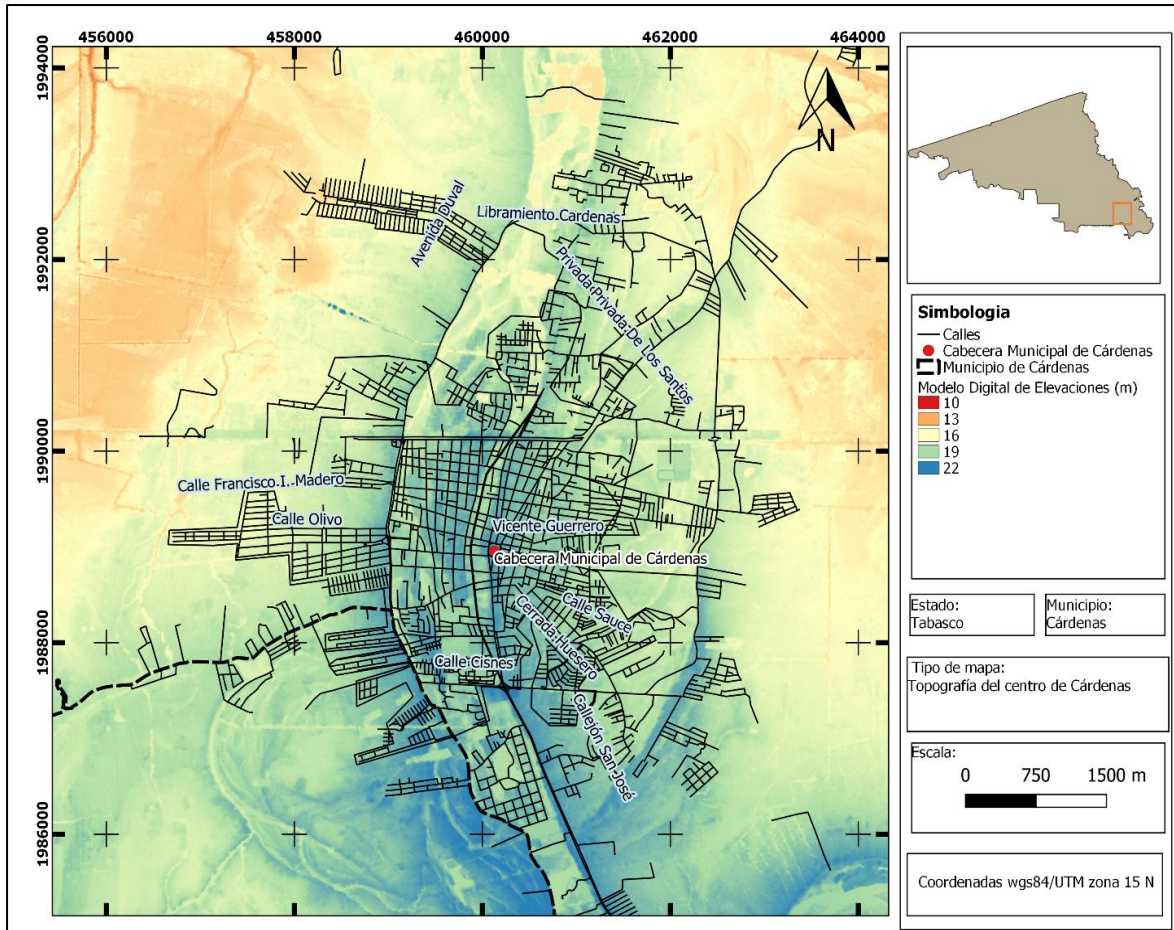 456000
458000
460000
462000
464000
1994000
1992000
1990000
1988000
1986000
N
Avenida Duval
Libramiento Cardenas
Privada Privada De Los Santos
Calle Francisco I. Madero
Calle Olivo
Vicente Guerrero
Cabecera Municipal de Cárdenas
Calle Sauce
Cerrada Huesero
Calle Cisnes
Callejón San José
Simbologia
Calles
Cabecera Municipal de Cárdenas
Municipio de Cárdenas
Modelo Digital de Elevaciones (m)
10
13
16
19
22
Estado:
Tabasco
Municipio:
Cárdenas
Tipo de mapa:
Topografía del centro de Cárdenas
Escala:
0 750 1500 m
Coordenadas wgs84/UTM zona 15 N